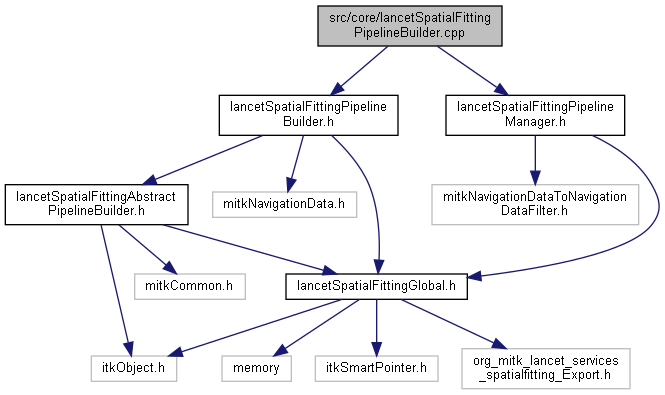 src/core/lancetSpatialFitting
PipelineBuilder.cpp
lancetSpatialFittingPipeline
Builder.h
lancetSpatialFittingPipeline
Manager.h
lancetSpatialFittingAbstract
PipelineBuilder.h
mitkNavigationData.h
mitkNavigationDataToNavigation
DataFilter.h
mitkCommon.h
lancetSpatialFittingGlobal.h
itkObject.h
memory
itkSmartPointer.h
org_mitk_lancet_services
_spatialfitting_Export.h